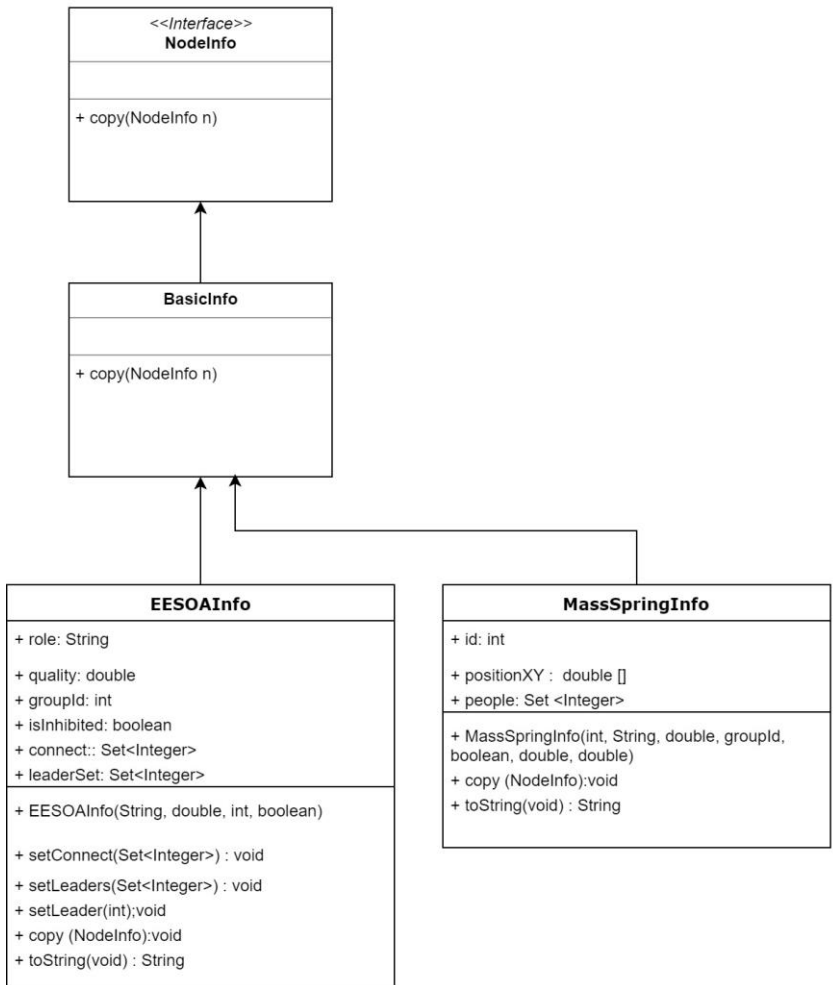 <<Interface>>
NodeInfo
+ copy(NodeInfo n)
BasicInfo
+ copy(NodeInfo n)
EESOAInfo
+ role: String
+ quality: double
+ groupId: int
+ isInhibited: boolean
+ connect:: Set<Integer>
+ leaderSet: Set<Integer>
+ EESOAInfo(String, double, int, boolean)
+ setConnect(Set<Integer>) : void
+ setLeaders(Set<Integer>) : void
+ setLeader(int);void
+ copy (NodeInfo):void
+ toString(void) : String
MassSpringInfo
+ id: int
+ positionXY : double []
+ people: Set <Integer>
+ MassSpringInfo(int, String, double, groupId,
boolean, double, double)
+ copy (NodeInfo):void
+ toString(void) : String